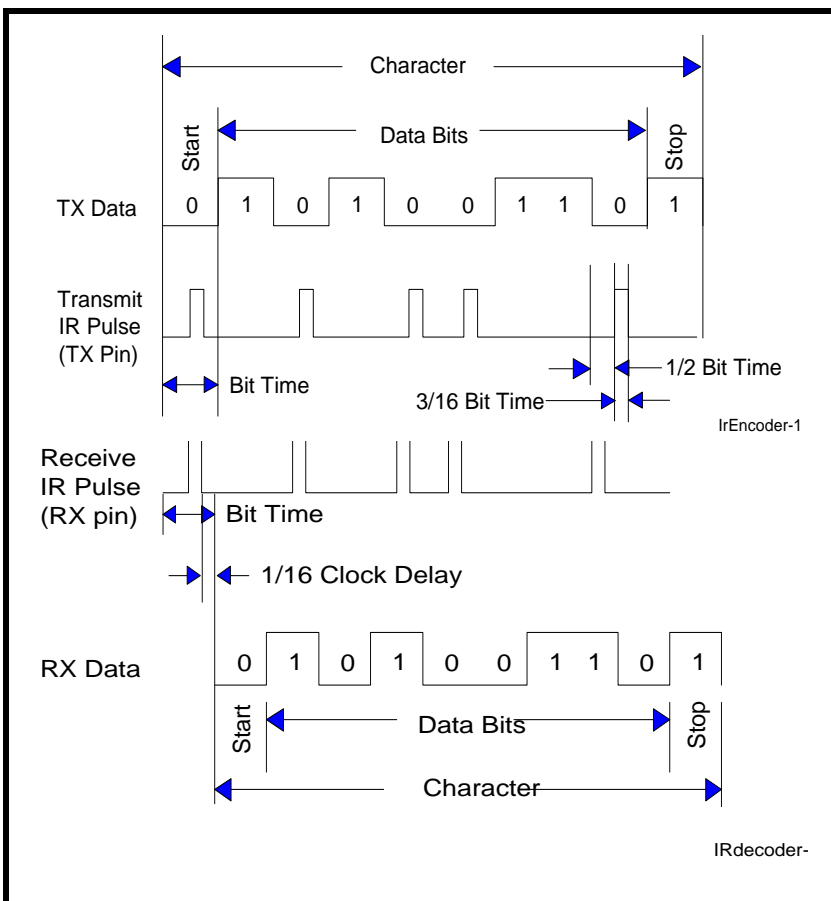 Character
Start
Data Bits
Stop
TX Data
0 1 0 1 0 0 1 1 0 1
Transmit
IR Pulse
(TX Pin)
Bit Time
1/2 Bit Time
3/16 Bit Time
IrEncoder-1
Receive
IR Pulse
(RX pin)
Bit Time
1/16 Clock Delay
RX Data
0 1 0 1 0 0 1 1 0 1
Start
Data Bits
Stop
Character
IRdecoder-